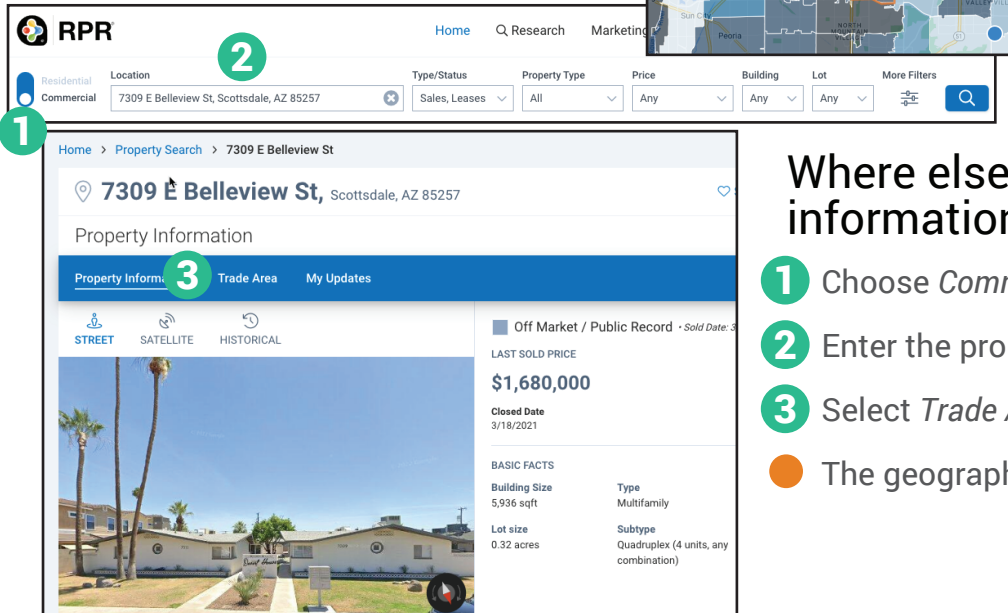 Sun City
Peoria
NORTH
MOUNTAIN
VILLAGE
51
RPR
Home
Research
Marketing
2
Residential
Commercial
Location
Type/Status
Property Type
Price
Building
Lot
More Filters
7309 E Belleview St, Scottsdale, AZ 85257
Sales, Leases
All
Any
Any
Any
1
Home > Property Search > 7309 E Belleview St
7309 E Belleview St, Scottsdale, AZ 85257
Property Information
Property Informa
3
Trade Area
My Updates
STREET
SATELLITE
HISTORICAL
Off Market / Public Record • Sold Date: 3
LAST SOLD PRICE
$1,680,000
Closed Date
3/18/2021
BASIC FACTS
Building Size
Type
5,936 sqft
Multifamily
Lot size
Subtype
0.32 acres
Quadruplex (4 units, any
combination)
Where else
information
1 Choose Comm
2 Enter the pro
3 Select Trade A
The geograph